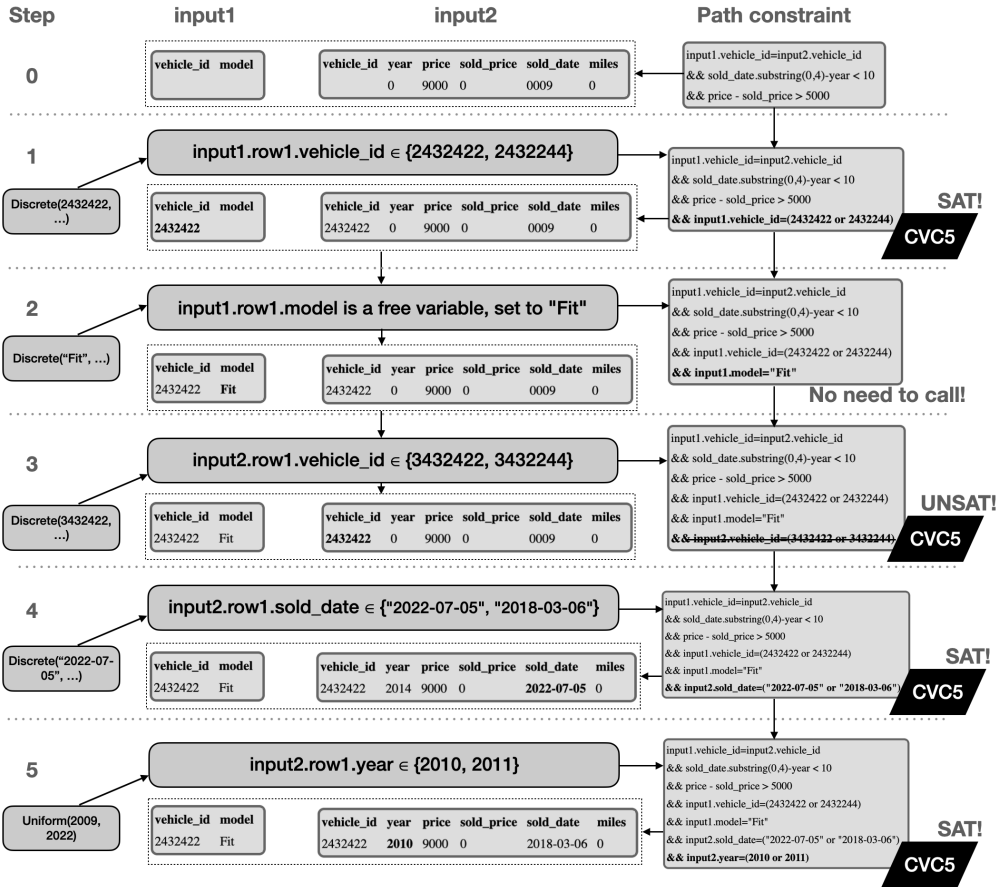 Step input1 input2 Path constraint
0
vehicle_id model
vehicle_id year price sold_price sold_date miles
0 9000 0 0009 0
input1.vehicle_id=input2.vehicle_id
&& sold_date.substring(0,4)-year < 10
&& price - sold_price > 5000
1
input1.row1.vehicle_id ∈ {2432422, 2432244}
Discrete(2432422,
...)
vehicle_id model
2432422
vehicle_id year price sold_price sold_date miles
2432422 0 9000 0 0009 0
input1.vehicle_id=input2.vehicle_id
&& sold_date.substring(0,4)-year < 10
&& price - sold_price > 5000
&& input1.vehicle_id=(2432422 or 2432244)
SAT!
CVC5
2
input1.row1.model is a free variable, set to "Fit"
Discrete(“Fit”, ...)
vehicle_id model
2432422 Fit
vehicle_id year price sold_price sold_date miles
2432422 0 9000 0 0009 0
input1.vehicle_id=input2.vehicle_id
&& sold_date.substring(0,4)-year < 10
&& price - sold_price > 5000
&& input1.vehicle_id=(2432422 or 2432244)
&& input1.model="Fit"
No need to call!
3
input2.row1.vehicle_id ∈ {3432422, 3432244}
Discrete(3432422,
...)
vehicle_id model
2432422 Fit
vehicle_id year price sold_price sold_date miles
2432422 0 9000 0 0009 0
input1.vehicle_id=input2.vehicle_id
&& sold_date.substring(0,4)-year < 10
&& price - sold_price > 5000
&& input1.vehicle_id=(2432422 or 2432244)
&& input1.model="Fit"
&& input2.vehicle_id=(3432422 or 3432244)
UNSAT!
CVC5
4
input2.row1.sold_date ∈ {"2022-07-05", "2018-03-06"}
Discrete(“2022-07-
05”, ...)
vehicle_id model
2432422 Fit
vehicle_id year price sold_price sold_date miles
2432422 2014 9000 0 2022-07-05 0
input1.vehicle_id=input2.vehicle_id
&& sold_date.substring(0,4)-year < 10
&& price - sold_price > 5000
&& input1.vehicle_id=(2432422 or 2432244)
&& input1.model="Fit"
&& input2.sold_date=("2022-07-05" or "2018-03-06")
SAT!
CVC5
5
input2.row1.year ∈ {2010, 2011}
Uniform(2009,
2022)
vehicle_id model
2432422 Fit
vehicle_id year price sold_price sold_date miles
2432422 2010 9000 0 2018-03-06 0
input1.vehicle_id=input2.vehicle_id
&& sold_date.substring(0,4)-year < 10
&& price - sold_price > 5000
&& input1.vehicle_id=(2432422 or 2432244)
&& input1.model="Fit"
&& input2.sold_date=("2022-07-05" or "2018-03-06")
&& input2.year=(2010 or 2011)
SAT!
CVC5